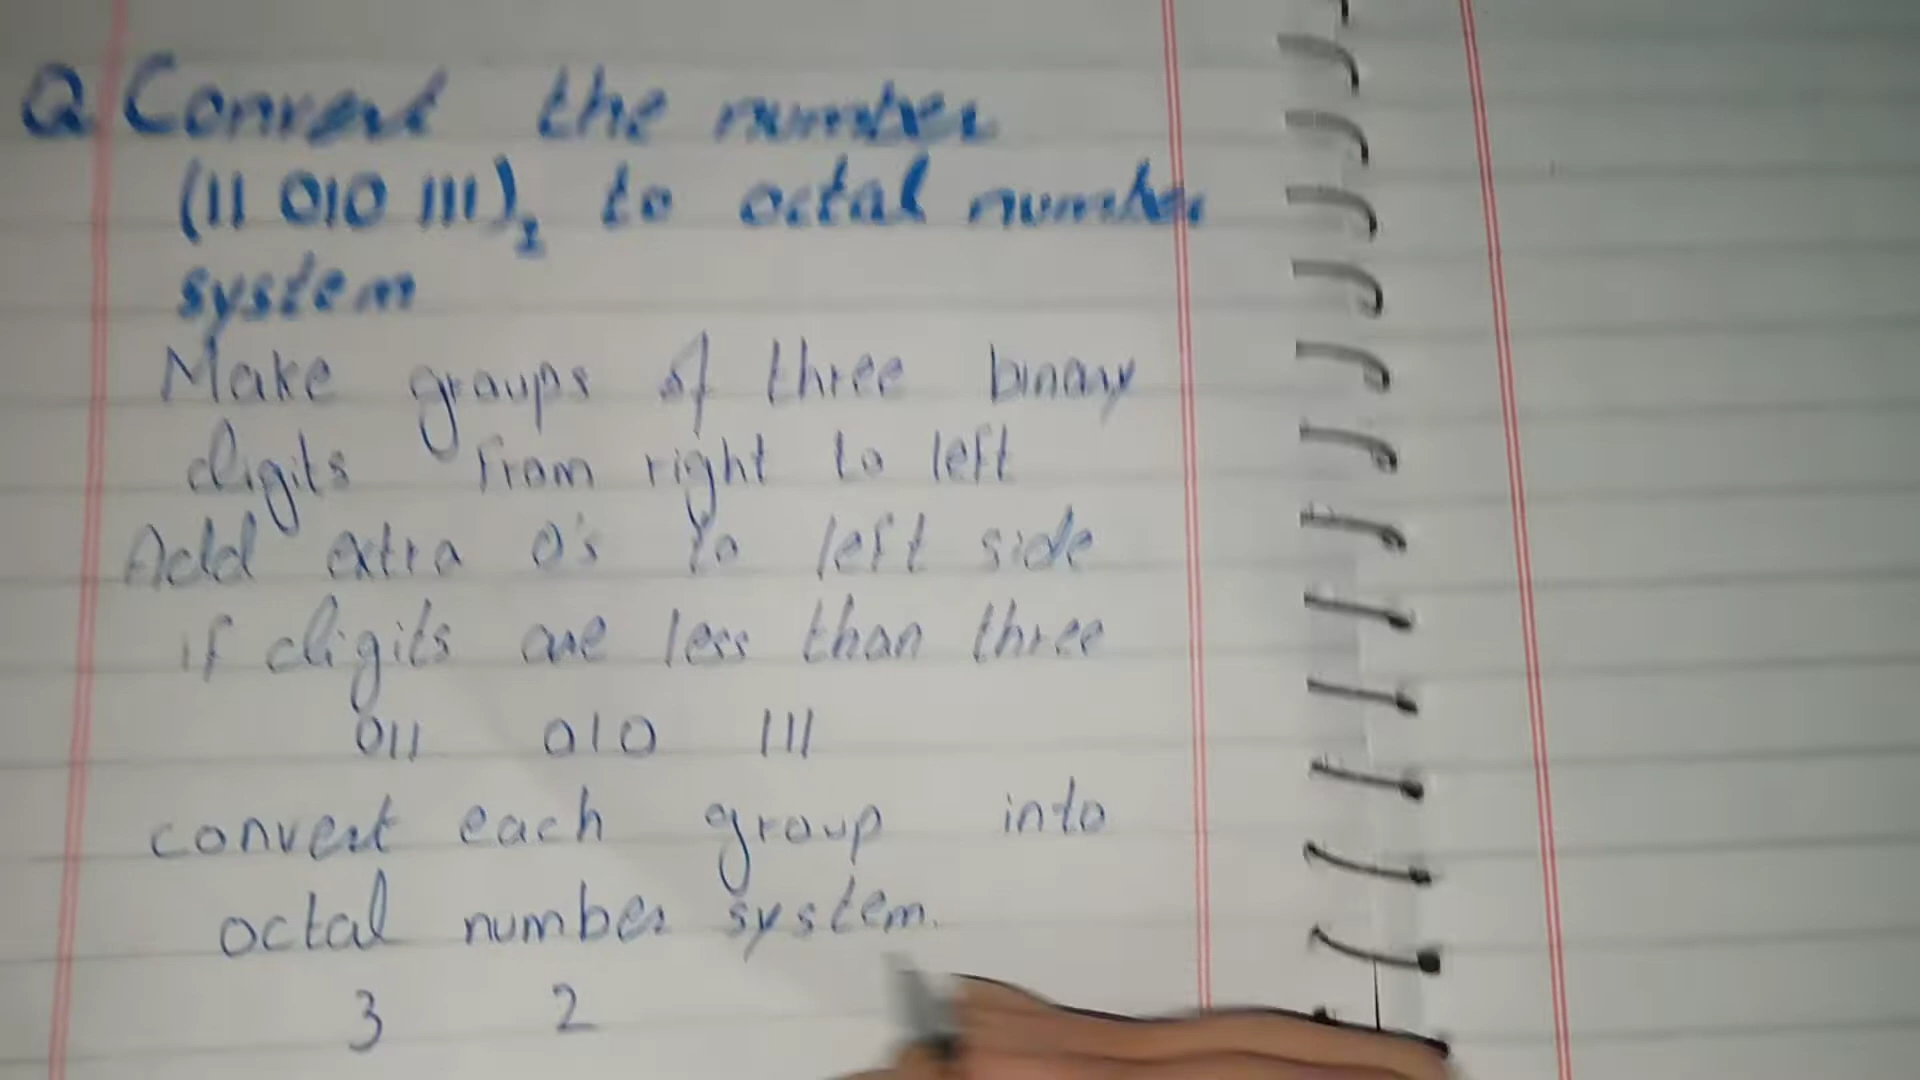 Q Convert the number
(11 010 111)₂ to octal number
system
Make groups of three binary
digits from right to left
Add extra 0's to left side
if digits are less than three
011 010 111
convert each group into
octal number system.
3 2